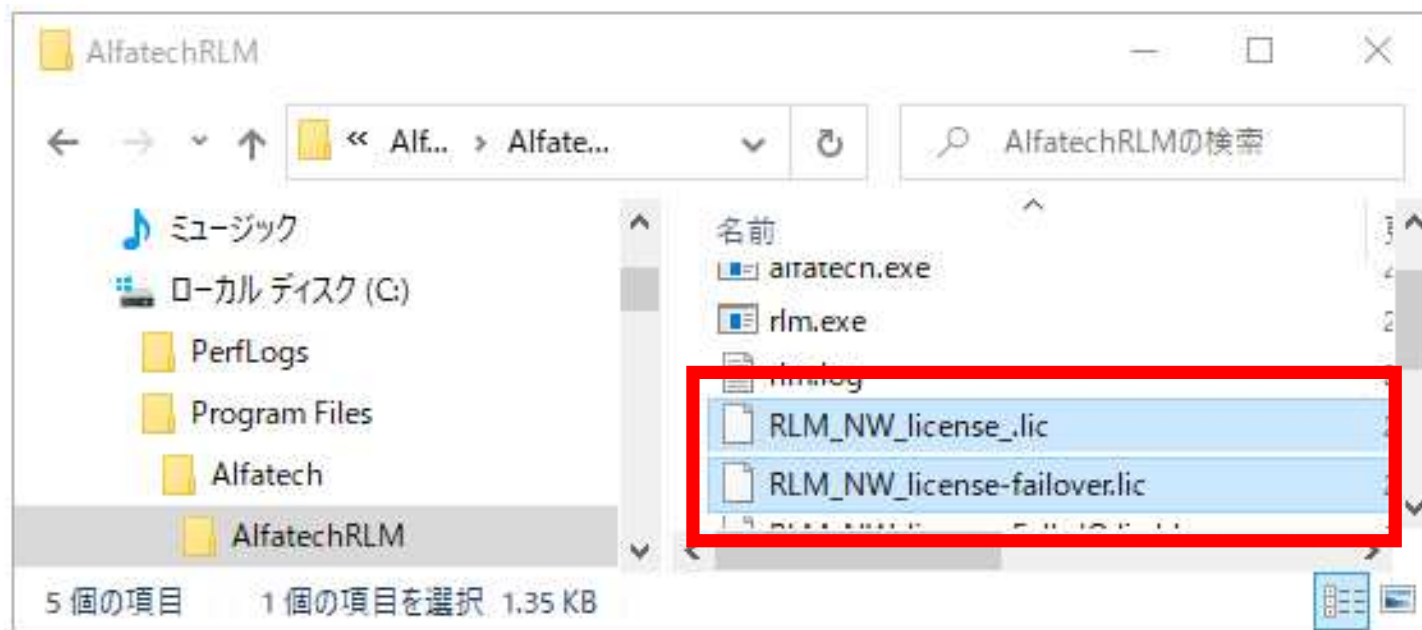 AlfatechRLM
« Alf... › Alfate...
AlfatechRLMの検索
ミュージック
ローカル ディスク (C:)
PerfLogs
Program Files
Alfatech
AlfatechRLM
名前
alfatech.exe
rlm.exe
rlm.log
RLM_NW_license_.lic
RLM_NW_license-failover.lic
5 個の項目
1 個の項目を選択 1.35 KB